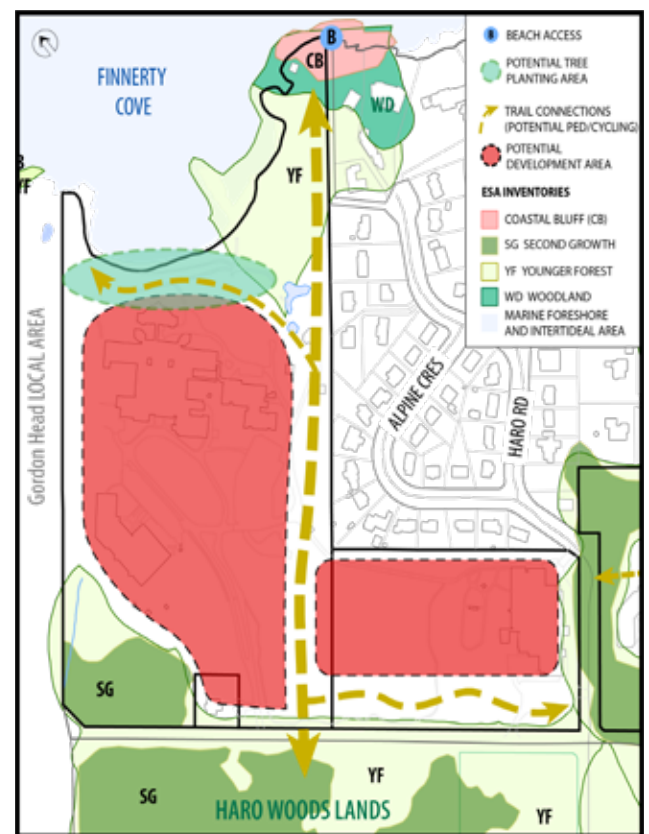 FINNERTY
COVE
B
CB
WD
YF
B
YF
Gordon Head LOCAL AREA
ALPINE CRES
HARO RD
SG
SG
YF
HARO WOODS LANDS
YF
B BEACH ACCESS
POTENTIAL TREE
PLANTING AREA
TRAIL CONNECTIONS
(POTENTIAL PED/CYCLING)
POTENTIAL
DEVELOPMENT AREA
ESA INVENTORIES
COASTAL BLUFF (CB)
SG SECOND GROWTH
YF YOUNGER FOREST
WD WOODLAND
MARINE FORESHORE
AND INTERTIDEAL AREA